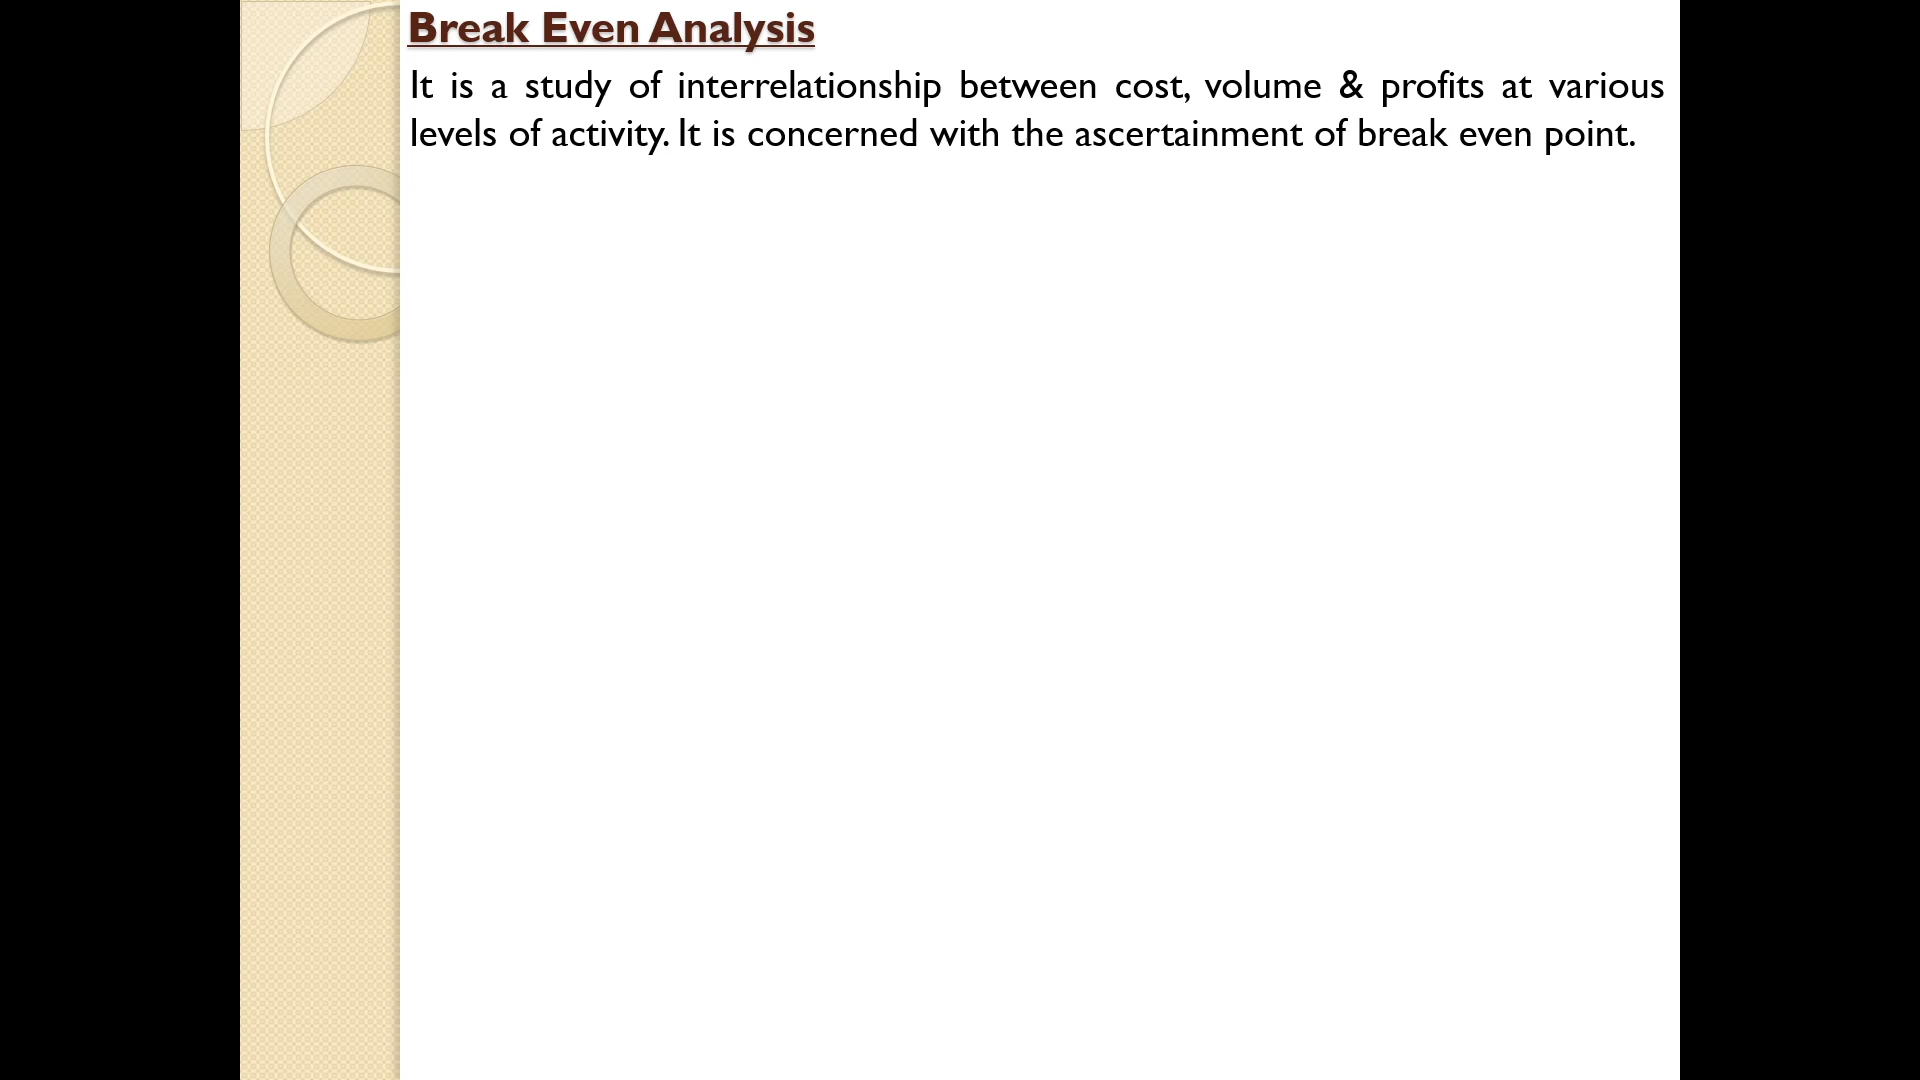 Break Even Analysis
It is a study of interrelationship between cost, volume & profits at various
levels of activity. It is concerned with the ascertainment of break even point.